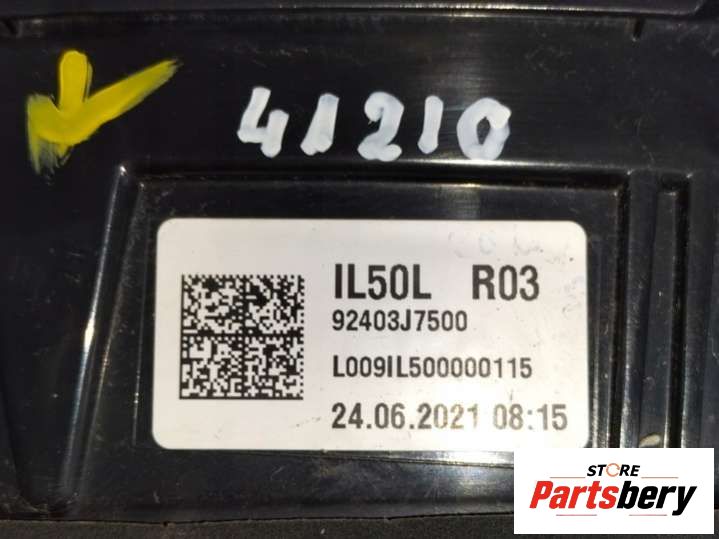 41210
IL50L R03
92403J7500
L009IL500000115
24.06.2021 08:15
STORE
Partsbery